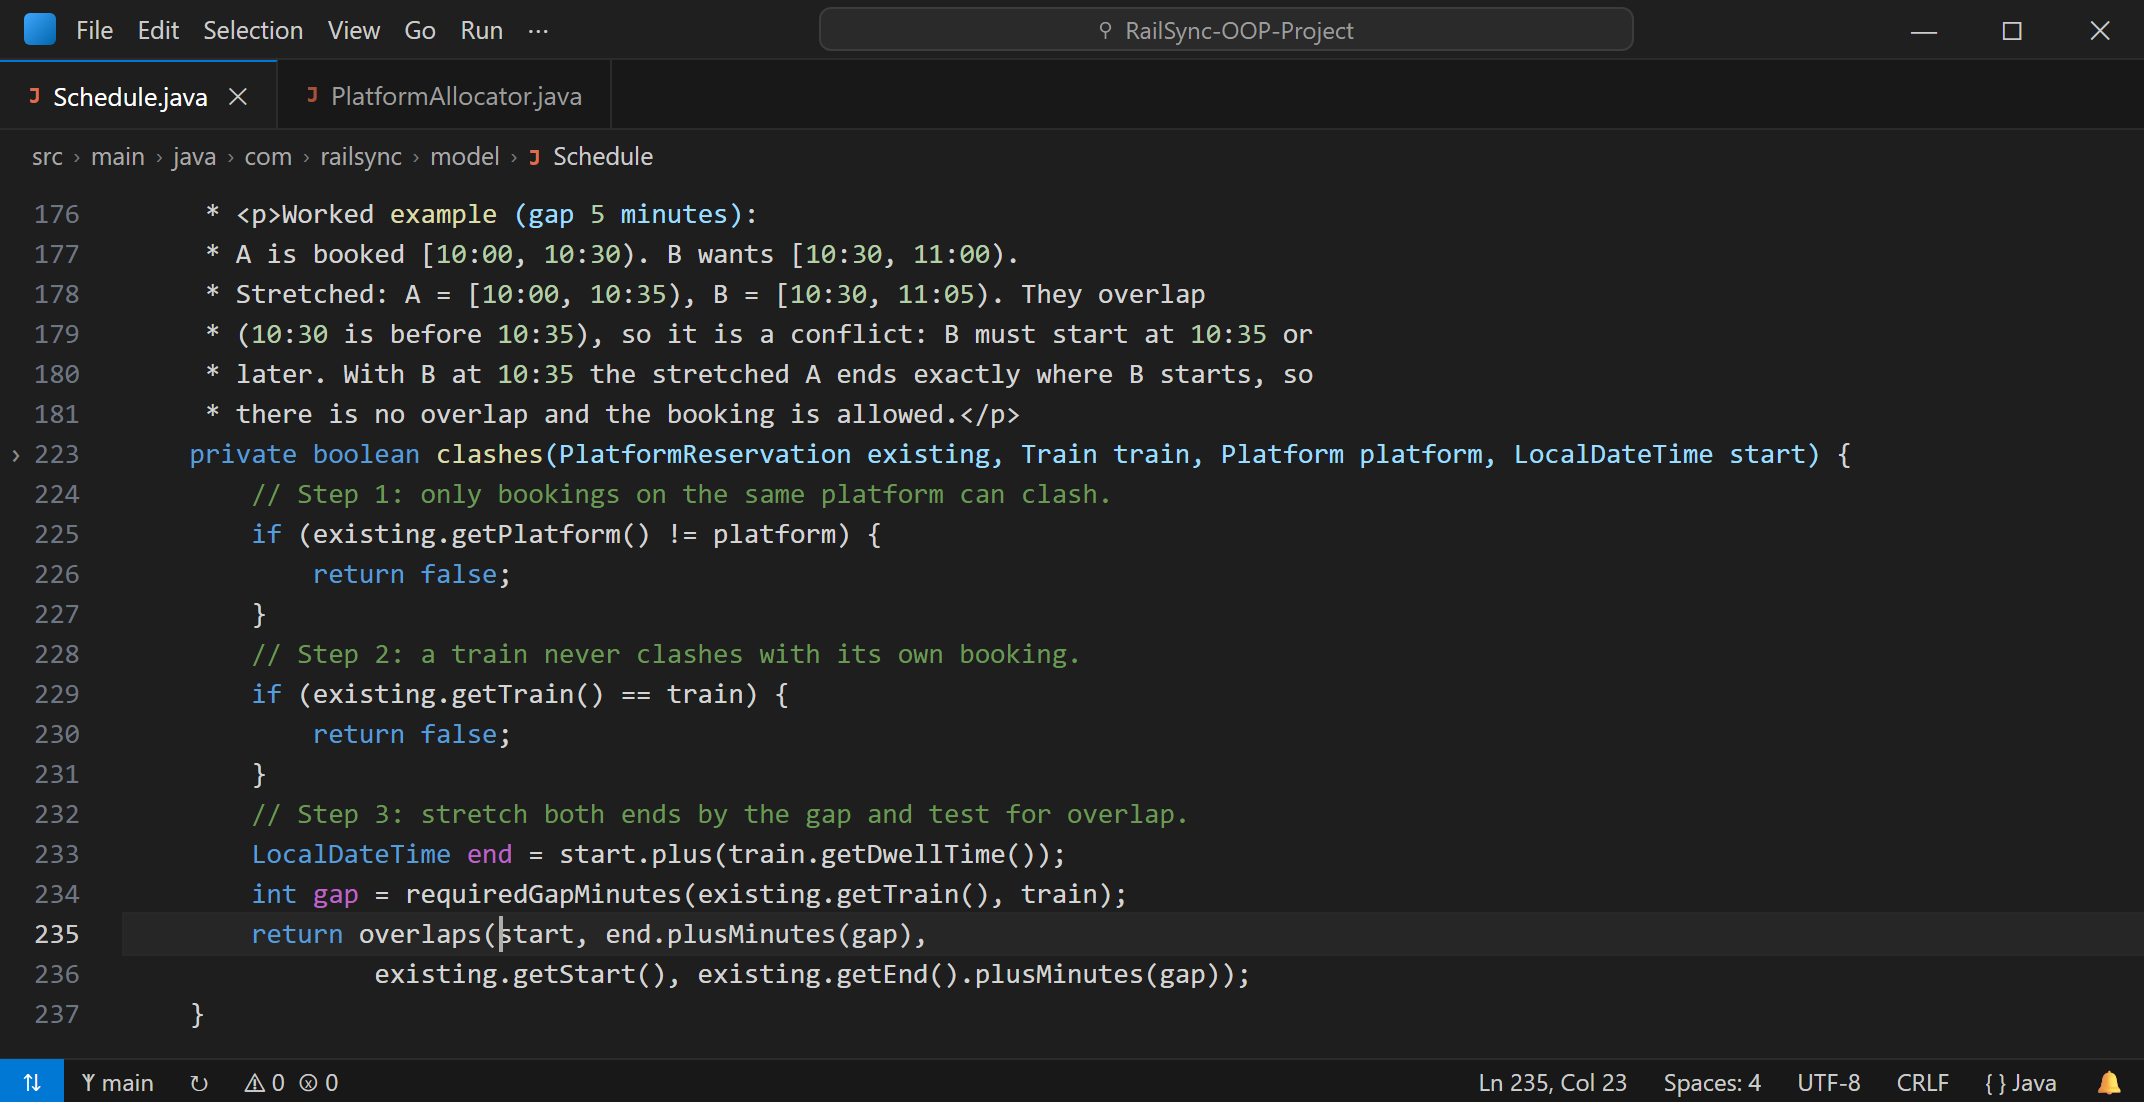 File Edit Selection View Go Run ···
RailSync-OOP-Project
J Schedule.java
J PlatformAllocator.java
src › main › java › com › railsync › model › J Schedule
176 * <p>Worked example (gap 5 minutes):
177 * A is booked [10:00, 10:30). B wants [10:30, 11:00).
178 * Stretched: A = [10:00, 10:35), B = [10:30, 11:05). They overlap
179 * (10:30 is before 10:35), so it is a conflict: B must start at 10:35 or
180 * later. With B at 10:35 the stretched A ends exactly where B starts, so
181 * there is no overlap and the booking is allowed.</p>
› 223 private boolean clashes(PlatformReservation existing, Train train, Platform platform, LocalDateTime start) {
224 // Step 1: only bookings on the same platform can clash.
225 if (existing.getPlatform() != platform) {
226 return false;
227 }
228 // Step 2: a train never clashes with its own booking.
229 if (existing.getTrain() == train) {
230 return false;
231 }
232 // Step 3: stretch both ends by the gap and test for overlap.
233 LocalDateTime end = start.plus(train.getDwellTime());
234 int gap = requiredGapMinutes(existing.getTrain(), train);
235 return overlaps(start, end.plusMinutes(gap),
236 existing.getStart(), existing.getEnd().plusMinutes(gap));
237 }
main 0 0 Ln 235, Col 23 Spaces: 4 UTF-8 CRLF { } Java